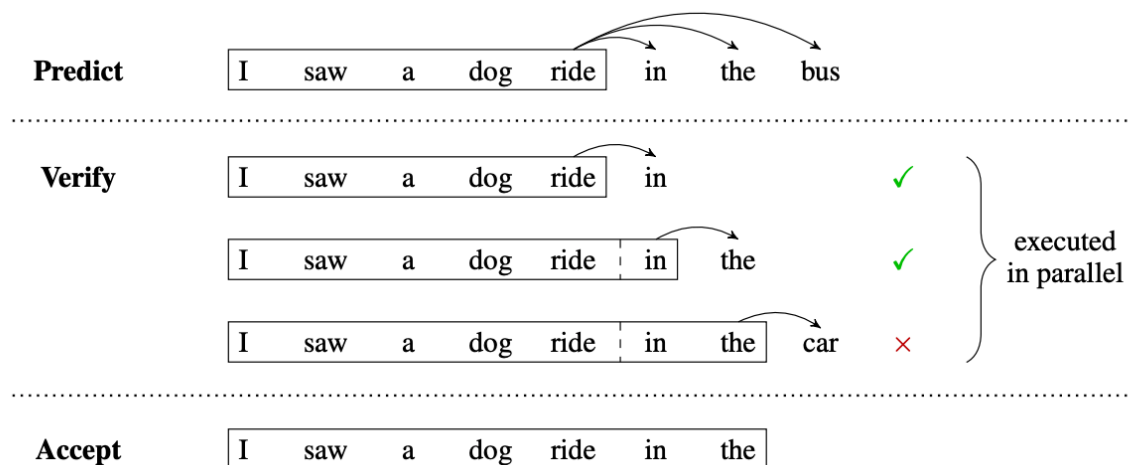 Predict I saw a dog ride in the bus
Verify I saw a dog ride in ✓
I saw a dog ride in the ✓
executed
in parallel
I saw a dog ride in the car ×
Accept I saw a dog ride in the